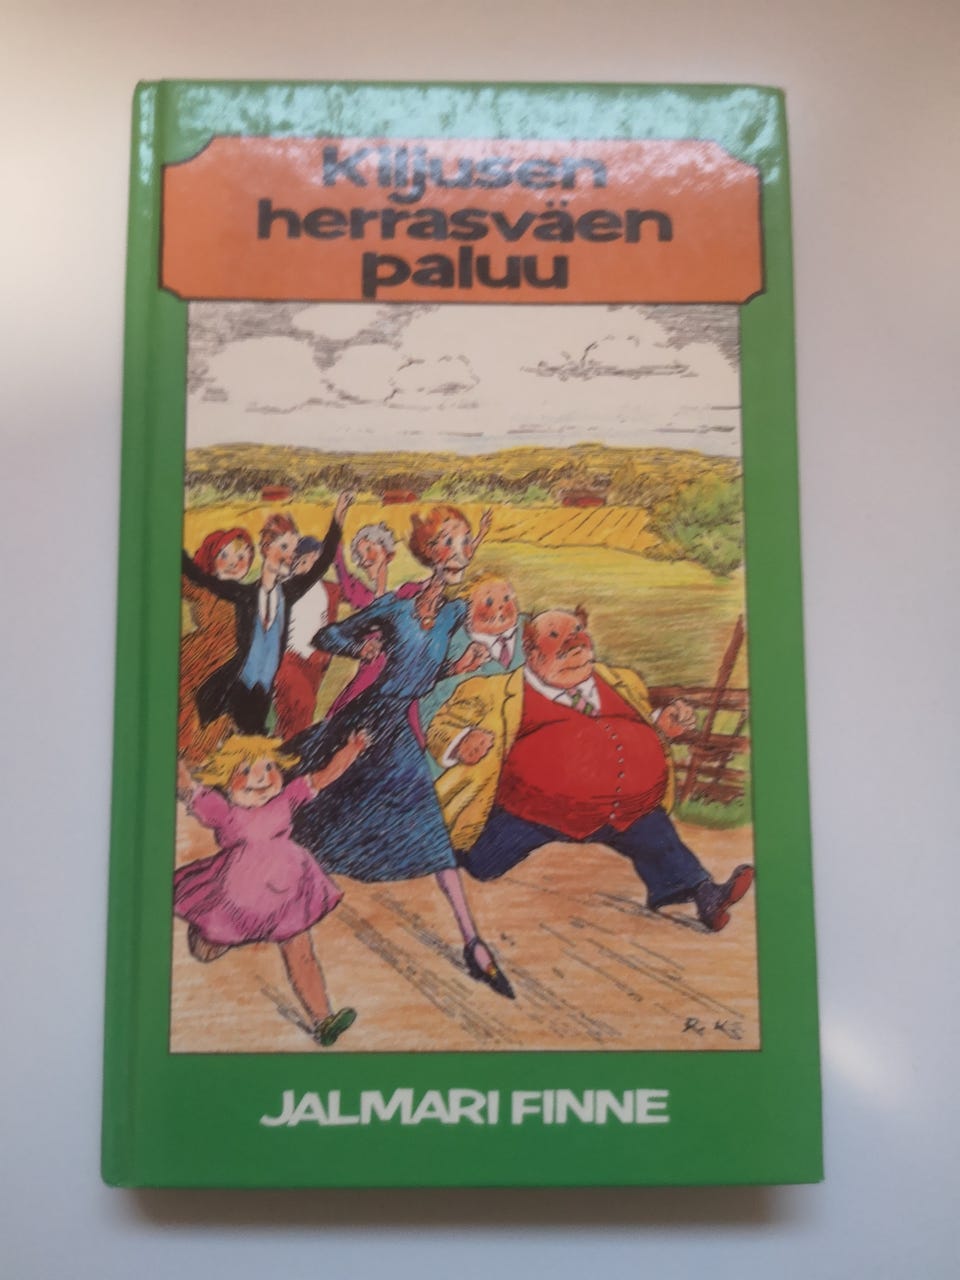 Kiljusen
herrasväen
paluu
JALMARI FINNE